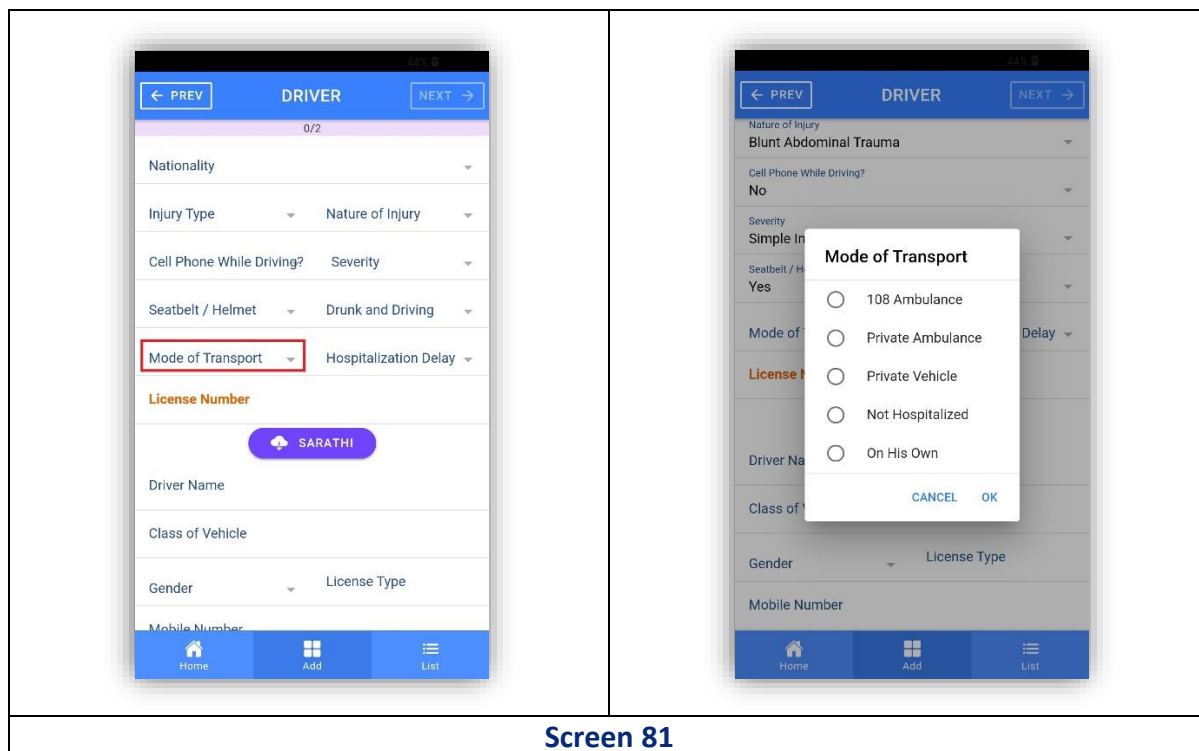 44%
← PREV DRIVER NEXT →
0/2
Nationality
Injury Type Nature of Injury
Cell Phone While Driving? Severity
Seatbelt / Helmet Drunk and Driving
Mode of Transport Hospitalization Delay
License Number
SARATHI
Driver Name
Class of Vehicle
Gender License Type
Mobile Number
Home Add List
44%
← PREV DRIVER NEXT →
Nature of Injury
Blunt Abdominal Trauma
Cell Phone While Driving?
No
Severity
Simple In
Seatbelt / H
Yes
Mode of Delay
License N
Driver Na
Class of
Gender License Type
Mobile Number
Mode of Transport
108 Ambulance
Private Ambulance
Private Vehicle
Not Hospitalized
On His Own
CANCEL OK
Home Add List
Screen 81